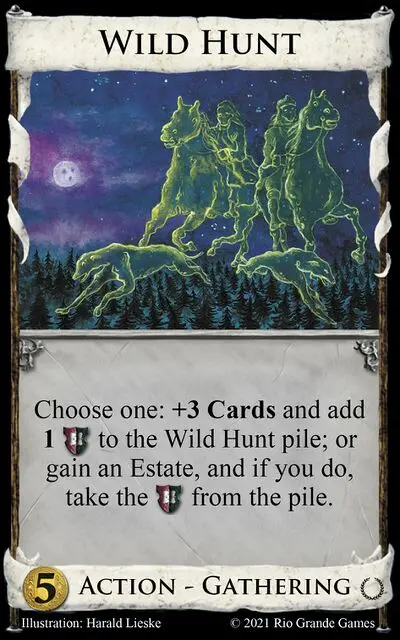 WILD HUNT
Choose one: +3 Cards and add
1 to the Wild Hunt pile; or
gain an Estate, and if you do,
take the from the pile.
5 ACTION - GATHERING
Illustration: Harald Lieske © 2021 Rio Grande Games